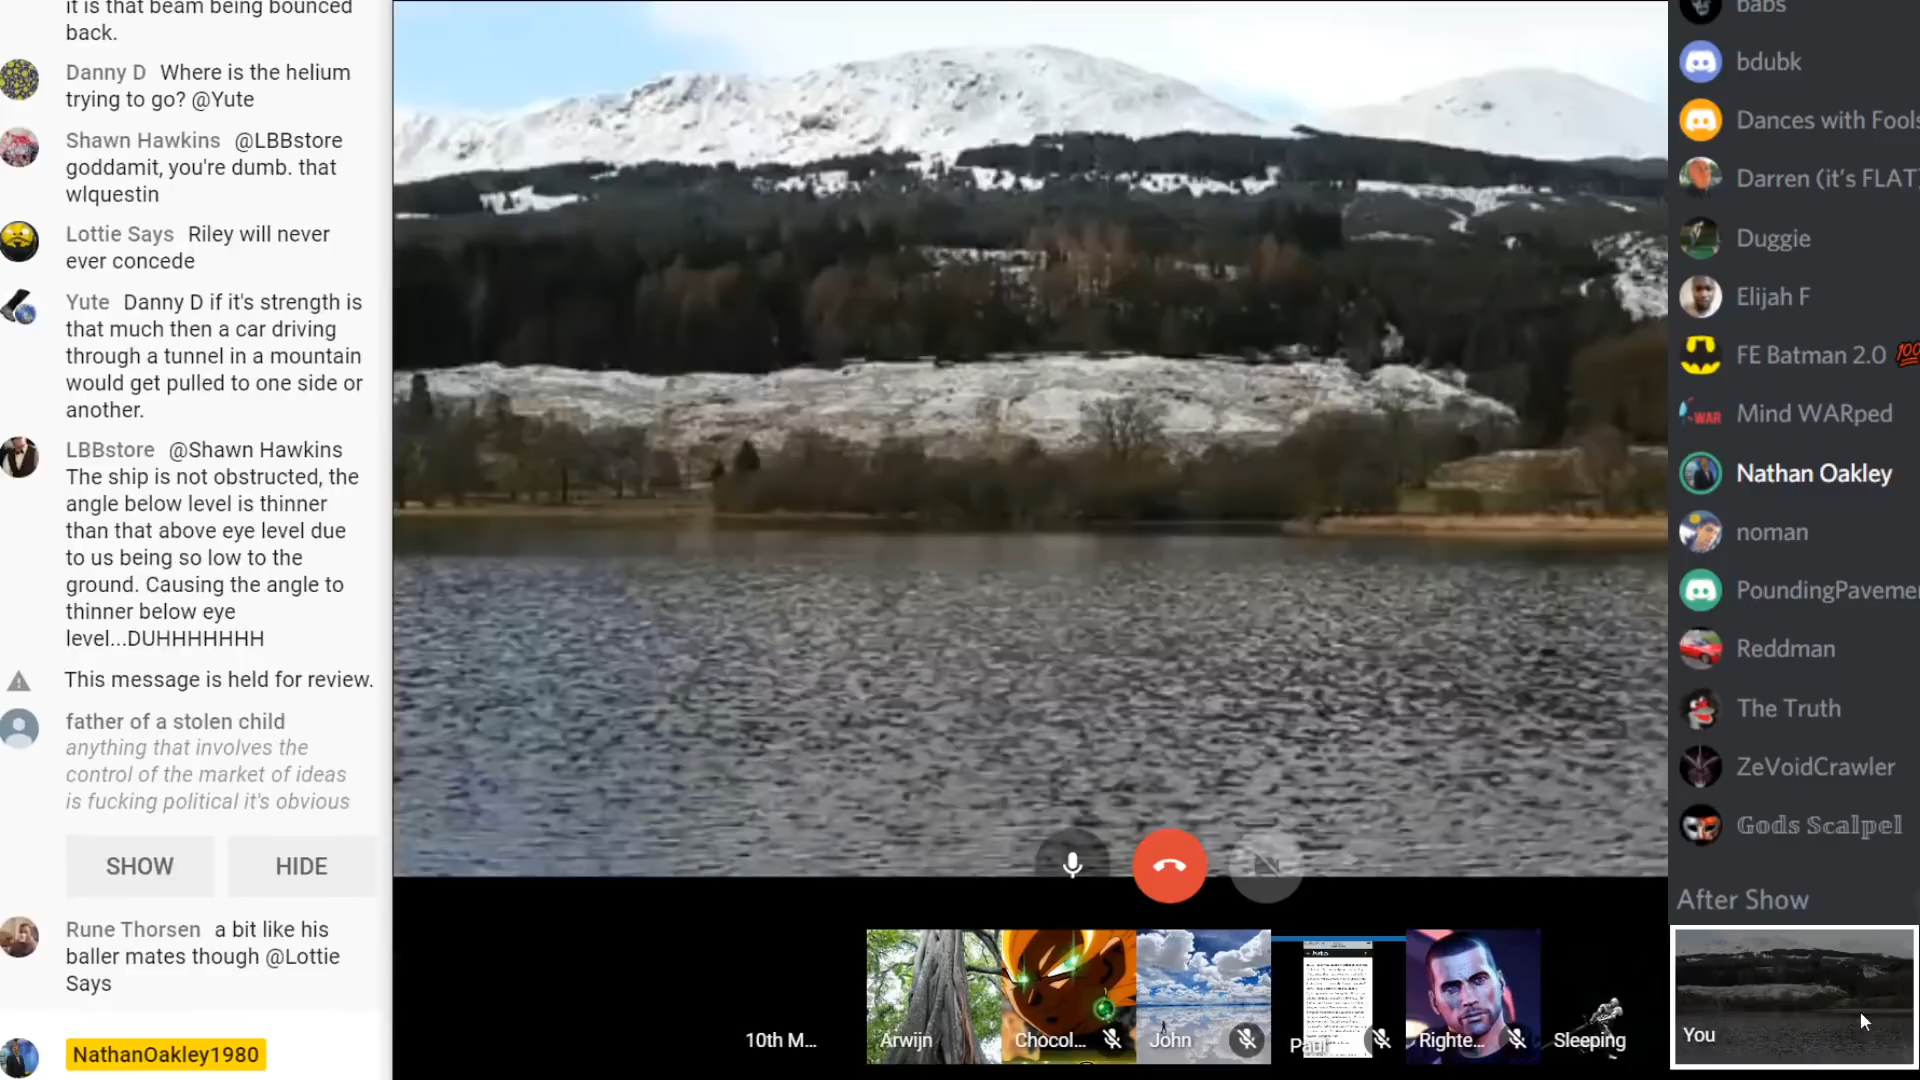 it is that beam being bounced
back.
Danny D Where is the helium
trying to go? @Yute
Shawn Hawkins @LBBstore
goddamit, you're dumb. that
wlquestin
Lottie Says Riley will never
ever concede
Yute Danny D if it's strength is
that much then a car driving
through a tunnel in a mountain
would get pulled to one side or
another.
LBBstore @Shawn Hawkins
The ship is not obstructed, the
angle below level is thinner
than that above eye level due
to us being so low to the
ground. Causing the angle to
thinner below eye
level...DUHHHHHHH
This message is held for review.
father of a stolen child
anything that involves the
control of the market of ideas
is fucking political it's obvious
SHOW HIDE
Rune Thorsen a bit like his
baller mates though @Lottie
Says
NathanOakley1980
10th M...
Arwijn
Chocol...
John
Paul
Righte...
Sleeping
babs
bdubk
Dances with Fools
Darren (it's FLAT)
Duggie
Elijah F
FE Batman 2.0 100
Mind WARped
WAR
Nathan Oakley
noman
PoundingPaveme
Reddman
The Truth
ZeVoidCrawler
Gods Scalpel
After Show
You